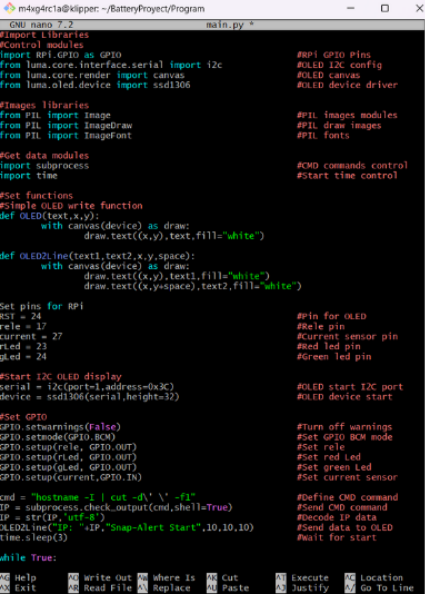 m4xg4rc1a@klipper: ~/BatteryProyect/Program
GNU nano 7.2 main.py *
#Import Libraries
#Control modules
import RPi.GPIO as GPIO #RPi GPIO Pins
from luma.core.interface.serial import i2c #OLED I2C config
from luma.core.render import canvas #OLED canvas
from luma.oled.device import ssd1306 #OLED device driver
#Images libraries
from PIL import Image #PIL images modules
from PIL import ImageDraw #PIL draw images
from PIL import ImageFont #PIL fonts
#Get data modules
import subprocess #CMD commands control
import time #Start time control
#Set functions
#Simple OLED write function
def OLED(text,x,y):
with canvas(device) as draw:
draw.text((x,y),text,fill="white")
def OLED2Line(text1,text2,x,y,space):
with canvas(device) as draw:
draw.text((x,y),text1,fill="white")
draw.text((x,y+space),text2,fill="white")
Set pins for RPi
RST = 24 #Pin for OLED
rele = 17 #Rele pin
current = 27 #Current sensor pin
rLed = 23 #Red led pin
gLed = 24 #Green led pin
#Start I2C OLED display
serial = i2c(port=1,address=0x3C) #OLED start I2C port
device = ssd1306(serial,height=32) #OLED device start
#Set GPIO
GPIO.setwarnings(False) #Turn off warnings
GPIO.setmode(GPIO.BCM) #Set GPIO BCM mode
GPIO.setup(rele, GPIO.OUT) #Set rele
GPIO.setup(rLed, GPIO.OUT) #Set red Led
GPIO.setup(gLed, GPIO.OUT) #Set green Led
GPIO.setup(current,GPIO.IN) #Set current sensor
cmd = "hostname -I | cut -d\' \' -f1" #Define CMD command
IP = subprocess.check_output(cmd,shell=True) #Send CMD command
IP = str(IP,'utf-8') #Decode IP data
OLED2Line("IP: "+IP,"Snap-Alert Start",10,10,10) #Send data to OLED
time.sleep(3) #Wait for start
while True:
^G Help ^O Write Out ^W Where Is ^K Cut ^T Execute ^C Location
^X Exit ^R Read File ^\ Replace ^U Paste ^J Justify ^/ Go To Line